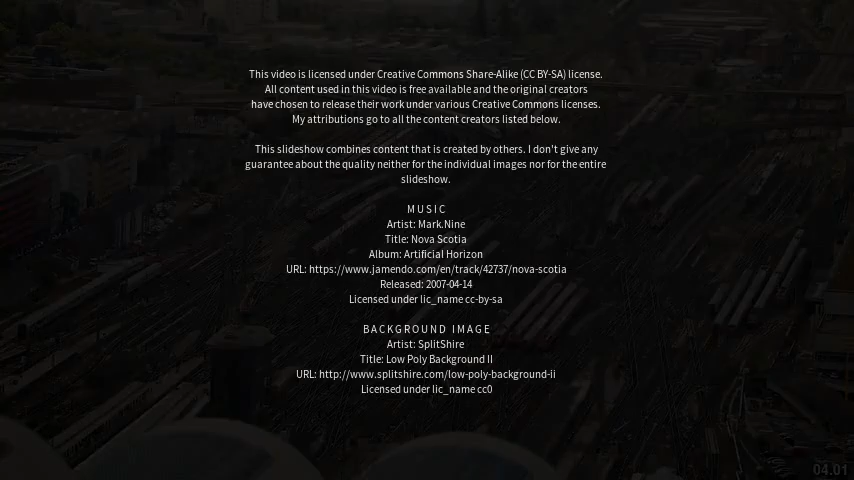 This video is licensed under Creative Commons Share-Alike (CC BY-SA) license.
All content used in this video is free available and the original creators
have chosen to release their work under various Creative Commons licenses.
My attributions go to all the content creators listed below.
This slideshow combines content that is created by others. I don't give any
guarantee about the quality neither for the individual images nor for the entire
slideshow.
MUSIC
Artist: Mark.Nine
Title: Nova Scotia
Album: Artificial Horizon
URL: https://www.jamendo.com/en/track/42737/nova-scotia
Released: 2007-04-14
Licensed under lic_name cc-by-sa
BACKGROUND IMAGE
Artist: SplitShire
Title: Low Poly Background II
URL: http://www.splitshire.com/low-poly-background-ii
Licensed under lic_name cc0
04.01